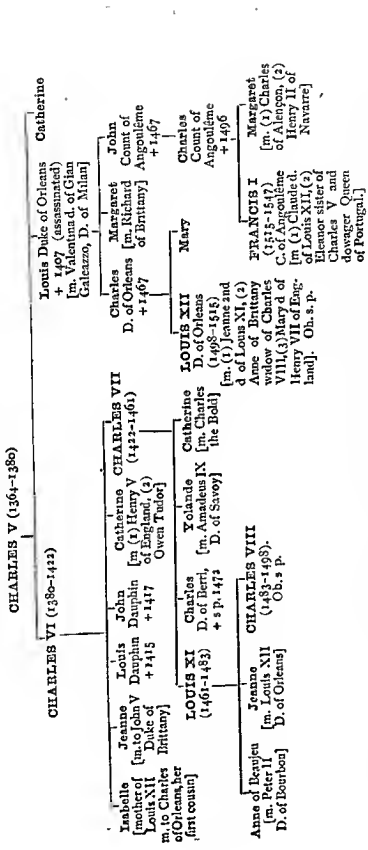 CHARLES V (1364–1380)
CHARLES VI (1380–1422)
Louis Duke of Orleans
+ 1407 (assassinated)
[m. Valentina d. of Gian
Galeazzo, D. of Milan]
Catherine
Isabelle
[mother of
Louis XII
m. to Charles
of Orleans, her
first cousin]
Jeanne
[m. to John V
Duke of
Brittany]
Louis
Dauphin
+ 1415
John
Dauphin
+ 1417
Catherine
[m (1) Henry V
of England, (2)
Owen Tudor]
CHARLES VII
(1422–1461)
Charles
D. of Orleans
+ 1467
Margaret
[m. Richard
of Brittany]
John
Count of
Angoulême
+ 1467
LOUIS XI
(1461–1483)
Charles
D. of Berri,
+ s p. 1472
Yolande
[m. Amadeus IX
D. of Savoy]
Catherine
[m. Charles
the Bold]
LOUIS XII
D. of Orleans
(1498–1515)
[m. (1) Jeanne and
d of Louis XI, (2)
Anne of Brittany
widow of Charles
VIII, (3) Mary d of
Henry VII of Eng-
land]. Ob. s. p.
Mary
Charles
Count of
Angoulême
+ 1496
Anne of Beaujeu
[m. Peter II
D. of Bourbon]
Jeanne
[m. Louis XII
D. of Orleans]
CHARLES VIII
(1483–1498).
Ob. s p.
FRANCIS I
(1515–1547)
C. of Angoulême
[m (1) Claude d.
of Louis XII, (2)
Eleanor sister of
Charles V and
dowager Queen
of Portugal.]
Margaret
[m. (1) Charles
of Alençon, (2)
Henry II of
Navarre]